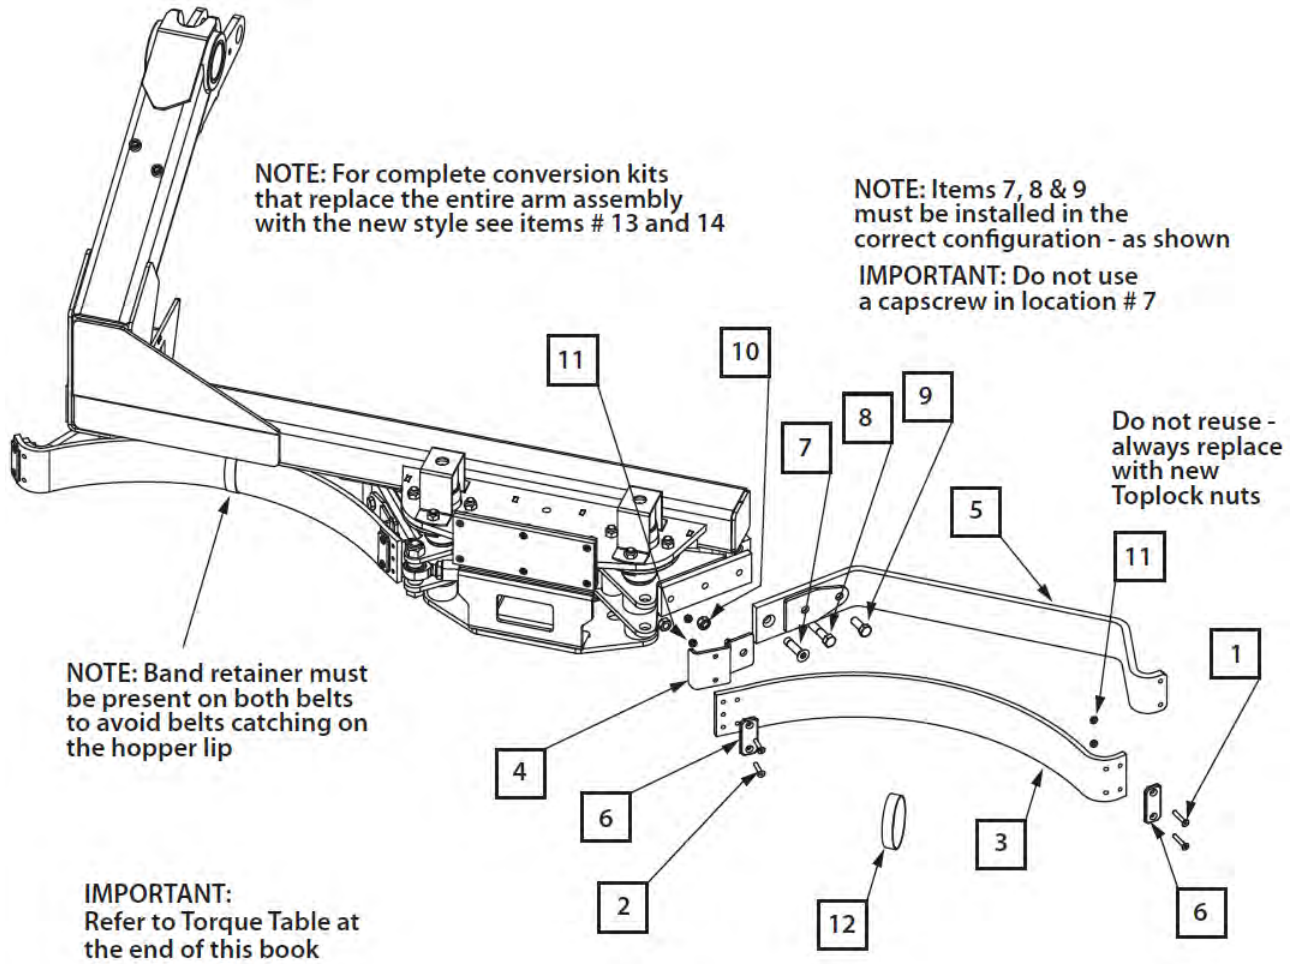 NOTE: For complete conversion kits
that replace the entire arm assembly
with the new style see items # 13 and 14
NOTE: Items 7, 8 & 9
must be installed in the
correct configuration - as shown
IMPORTANT: Do not use
a capscrew in location # 7
11
10
9
8
7
Do not reuse -
always replace
with new
Toplock nuts
5
11
1
NOTE: Band retainer must
be present on both belts
to avoid belts catching on
the hopper lip
4
6
3
2
12
6
IMPORTANT:
Refer to Torque Table at
the end of this book